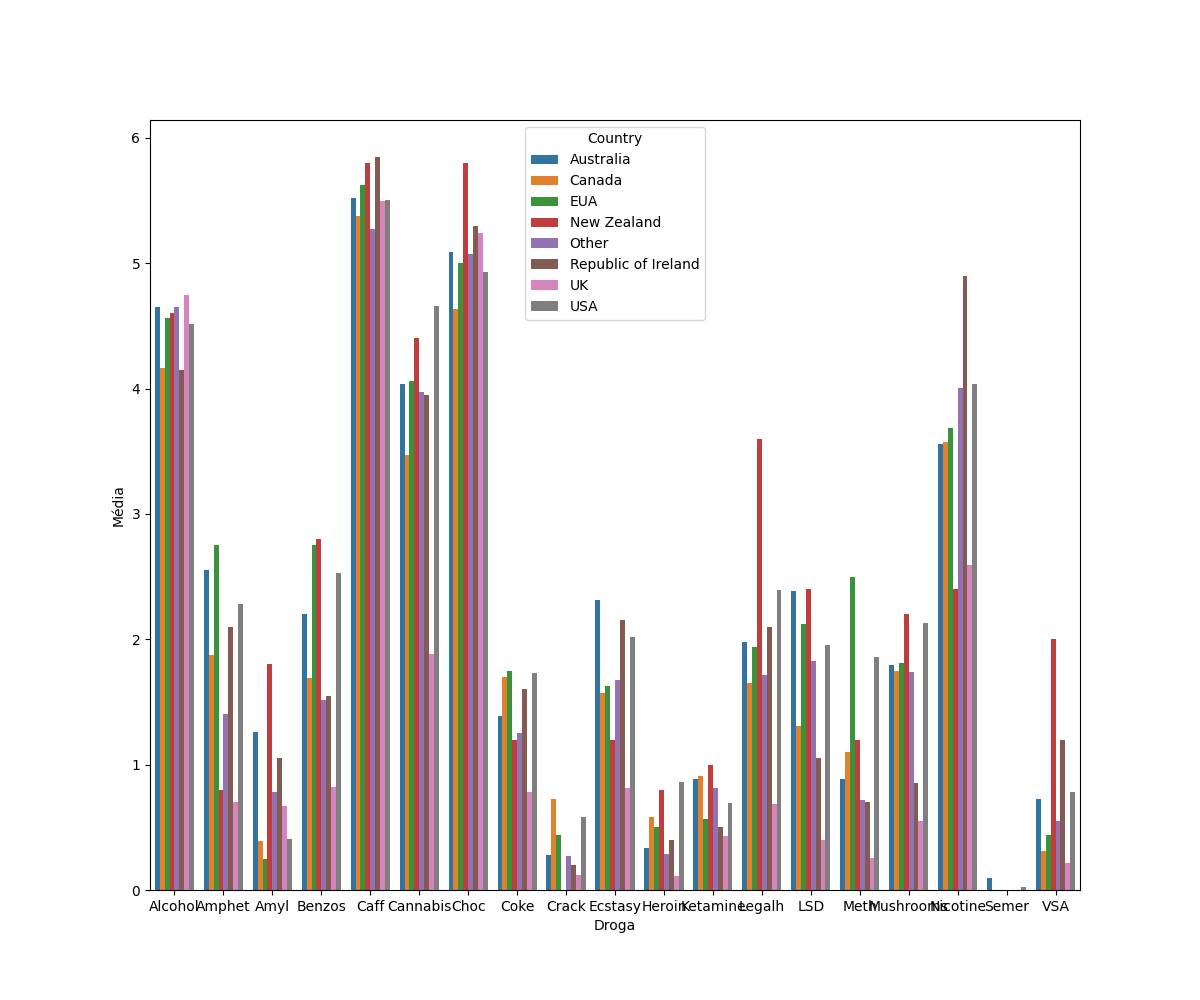 6
5
4
3
2
1
0
Média
Country
Australia
Canada
EUA
New Zealand
Other
Republic of Ireland
UK
USA
Alcohol Amphet Amyl Benzos Caff Cannabis Choc Coke Crack Ecstasy Heroin Ketamine Legalh LSD Meth Mushrooms Nicotine Semer VSA
Droga